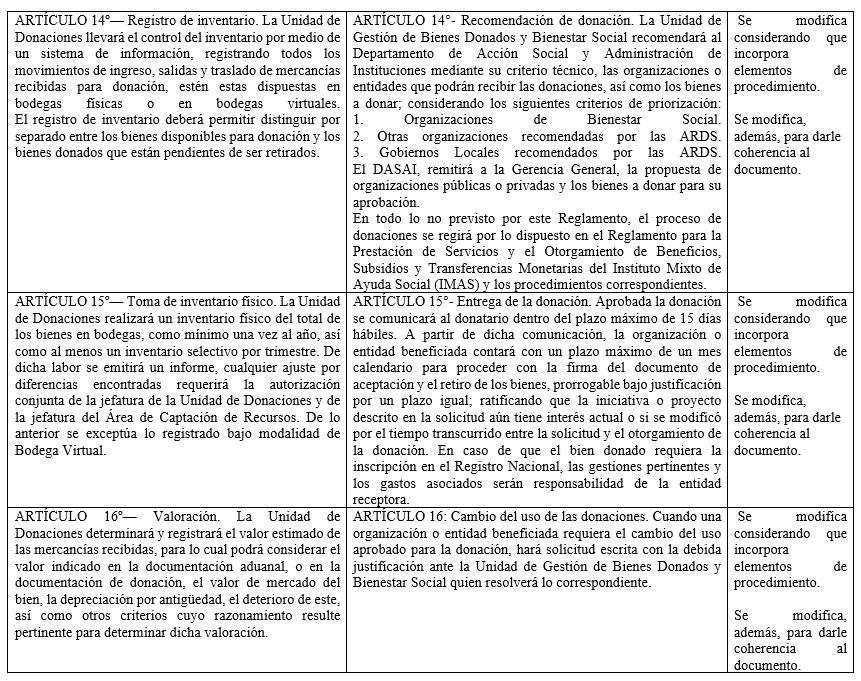 ARTÍCULO 14º— Registro de inventario. La Unidad de
Donaciones llevará el control del inventario por medio de
un sistema de información, registrando todos los
movimientos de ingreso, salidas y traslado de mercancías
recibidas para donación, estén estas dispuestas en
bodegas físicas o en bodegas virtuales.
El registro de inventario deberá permitir distinguir por
separado entre los bienes disponibles para donación y los
bienes donados que están pendientes de ser retirados.
ARTÍCULO 14°- Recomendación de donación. La Unidad de
Gestión de Bienes Donados y Bienestar Social recomendará al
Departamento de Acción Social y Administración de
Instituciones mediante su criterio técnico, las organizaciones o
entidades que podrán recibir las donaciones, así como los bienes
a donar; considerando los siguientes criterios de priorización:
1. Organizaciones de Bienestar Social.
2. Otras organizaciones recomendadas por las ARDS.
3. Gobiernos Locales recomendados por las ARDS.
El DASAI, remitirá a la Gerencia General, la propuesta de
organizaciones públicas o privadas y los bienes a donar para su
aprobación.
En todo lo no previsto por este Reglamento, el proceso de
donaciones se regirá por lo dispuesto en el Reglamento para la
Prestación de Servicios y el Otorgamiento de Beneficios,
Subsidios y Transferencias Monetarias del Instituto Mixto de
Ayuda Social (IMAS) y los procedimientos correspondientes.
Se modifica
considerando que
incorpora
elementos de
procedimiento.
Se modifica,
además, para darle
coherencia al
documento.
ARTÍCULO 15º— Toma de inventario físico. La Unidad
de Donaciones realizará un inventario físico del total de
los bienes en bodegas, como mínimo una vez al año, así
como al menos un inventario selectivo por trimestre. De
dicha labor se emitirá un informe, cualquier ajuste por
diferencias encontradas requerirá la autorización
conjunta de la jefatura de la Unidad de Donaciones y de
la jefatura del Área de Captación de Recursos. De lo
anterior se exceptúa lo registrado bajo modalidad de
Bodega Virtual.
ARTÍCULO 15°- Entrega de la donación. Aprobada la donación
se comunicará al donatario dentro del plazo máximo de 15 días
hábiles. A partir de dicha comunicación, la organización o
entidad beneficiada contará con un plazo máximo de un mes
calendario para proceder con la firma del documento de
aceptación y el retiro de los bienes, prorrogable bajo justificación
por un plazo igual; ratificando que la iniciativa o proyecto
descrito en la solicitud aún tiene interés actual o si se modificó
por el tiempo transcurrido entre la solicitud y el otorgamiento de
la donación. En caso de que el bien donado requiera la
inscripción en el Registro Nacional, las gestiones pertinentes y
los gastos asociados serán responsabilidad de la entidad
receptora.
Se modifica
considerando que
incorpora
elementos de
procedimiento.
Se modifica,
además, para darle
coherencia al
documento.
ARTÍCULO 16º— Valoración. La Unidad de
Donaciones determinará y registrará el valor estimado de
las mercancías recibidas, para lo cual podrá considerar el
valor indicado en la documentación aduanal, o en la
documentación de donación, el valor de mercado del
bien, la depreciación por antigüedad, el deterioro de este,
así como otros criterios cuyo razonamiento resulte
pertinente para determinar dicha valoración.
ARTÍCULO 16: Cambio del uso de las donaciones. Cuando una
organización o entidad beneficiada requiera el cambio del uso
aprobado para la donación, hará solicitud escrita con la debida
justificación ante la Unidad de Gestión de Bienes Donados y
Bienestar Social quien resolverá lo correspondiente.
Se modifica
considerando que
incorpora
elementos de
procedimiento.
Se modifica,
además, para darle
coherencia al
documento.